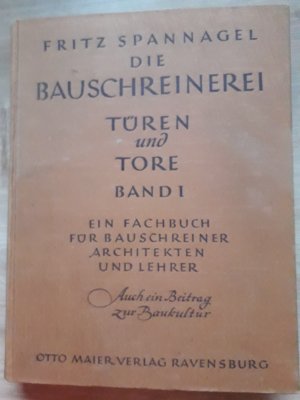 FRITZ SPANNAGEL
DIE
BAUSCHREINEREI
TÜREN
und
TORE
BAND I
EIN FACHBUCH
FÜR BAUSCHREINER
ARCHITEKTEN
UND LEHRER
Auch ein Beitrag
zur Baukultur
OTTO MAIER VERLAG RAVENSBURG